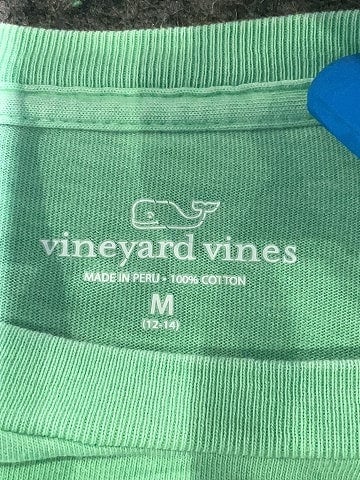 vineyard vines
MADE IN PERU • 100% COTTON
M
(12-14)